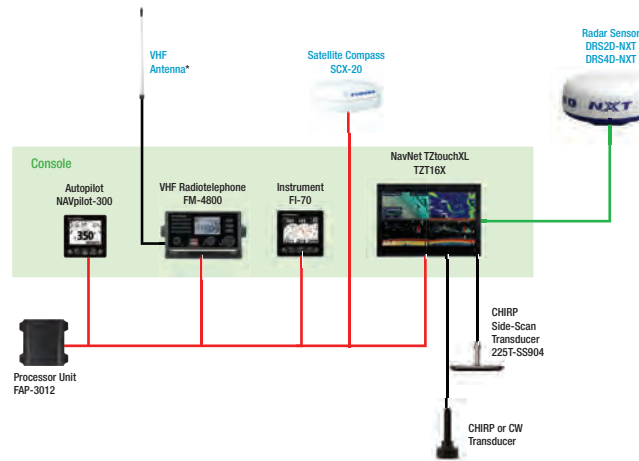 VHF
Antenna*
Satellite Compass
SCX-20
FURUNO
Radar Sensor
DRS2D-NXT
DRS4D-NXT
NXT
Console
Autopilot
NAVpilot-300
VHF Radiotelephone
FM-4800
Instrument
FI-70
NavNet TZtouchXL
TZT16X
350
Processor Unit
FAP-3012
CHIRP
Side-Scan
Transducer
225T-SS904
CHIRP or CW
Transducer